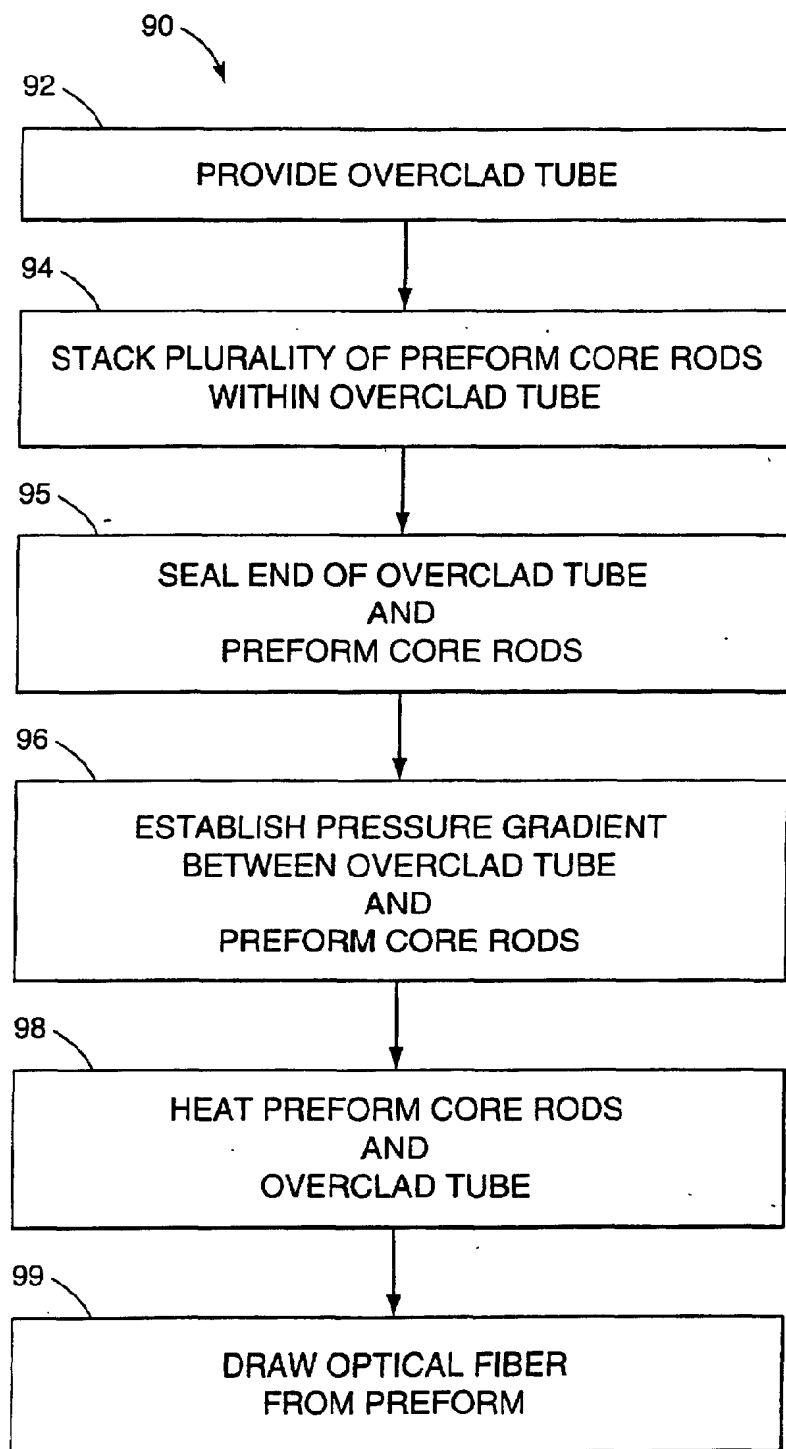 90
92
PROVIDE OVERCLAD TUBE
94
STACK PLURALITY OF PREFORM CORE RODS
WITHIN OVERCLAD TUBE
95
SEAL END OF OVERCLAD TUBE
AND
PREFORM CORE RODS
96
ESTABLISH PRESSURE GRADIENT
BETWEEN OVERCLAD TUBE
AND
PREFORM CORE RODS
98
HEAT PREFORM CORE RODS
AND
OVERCLAD TUBE
99
DRAW OPTICAL FIBER
FROM PREFORM